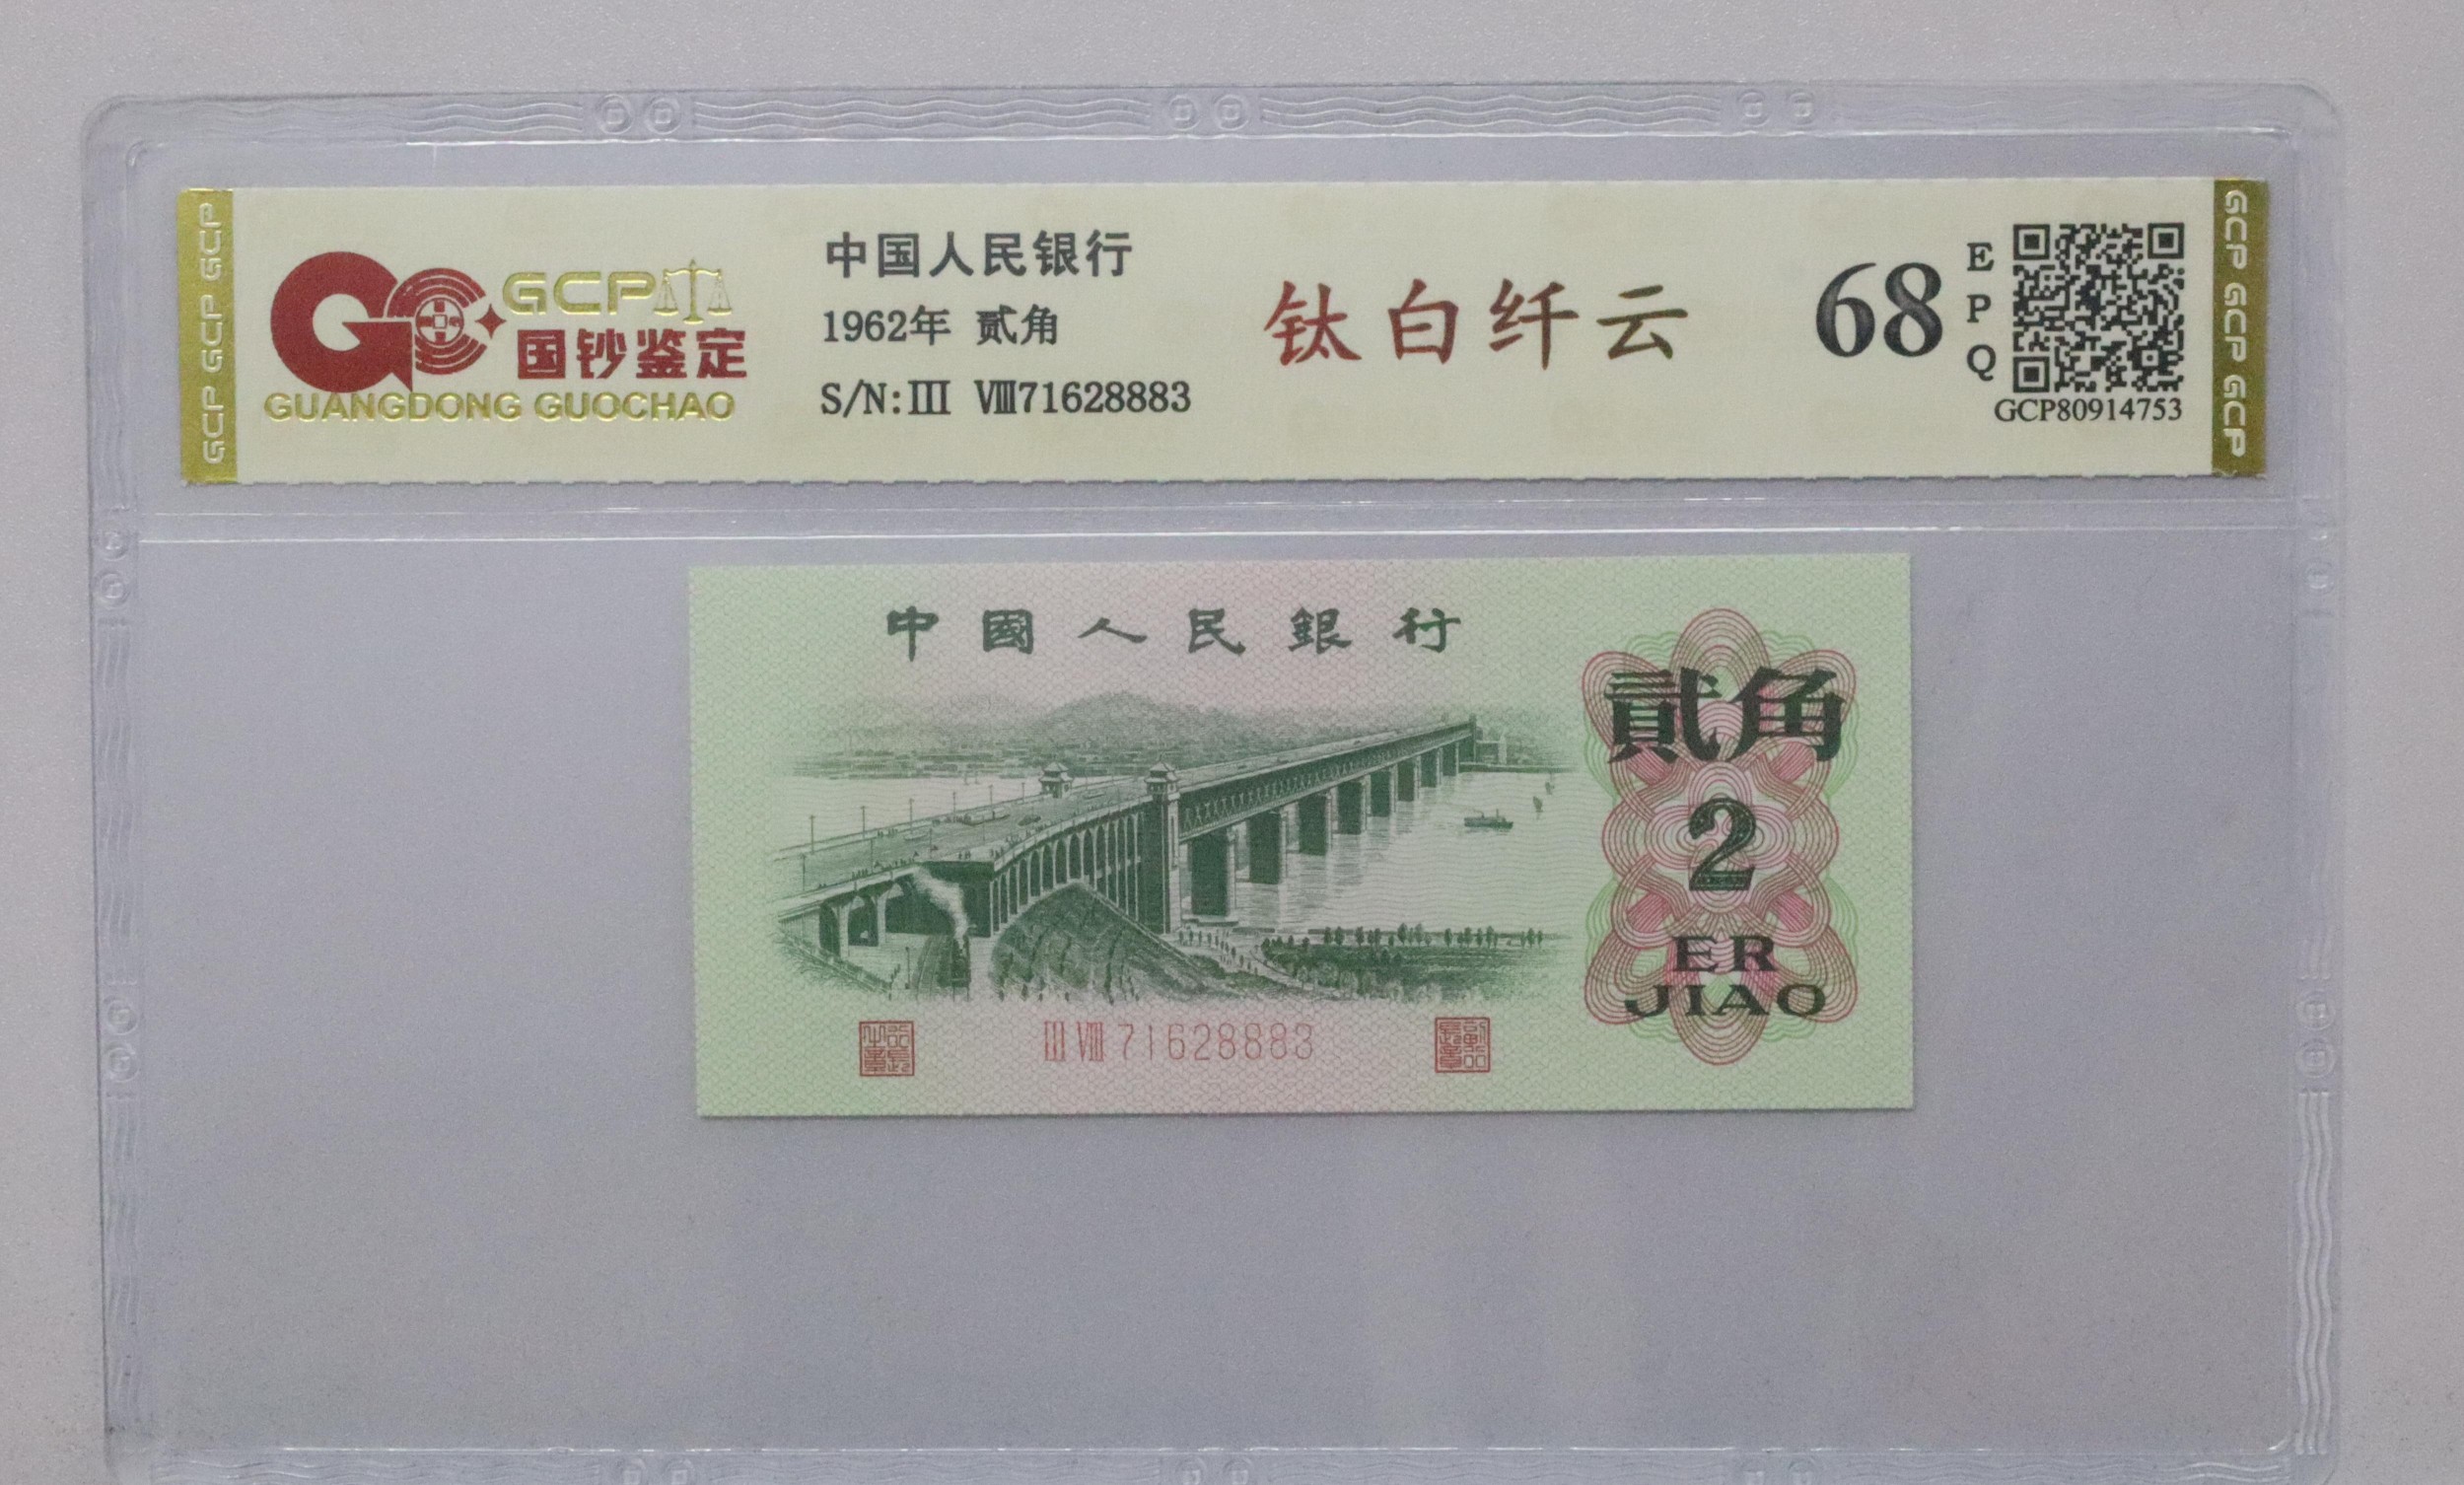 GCP GCP GCP
GCP
国钞鉴定
GUANGDONG GUOCHAO
中国人民银行
1962年 贰角
S/N:III VIII71628883
钛白纤云
68
E
P
Q
GCP80914753
GCP GCP GCP
中國人民銀行
貳角
2
ER
JIAO
III VIII 71628883